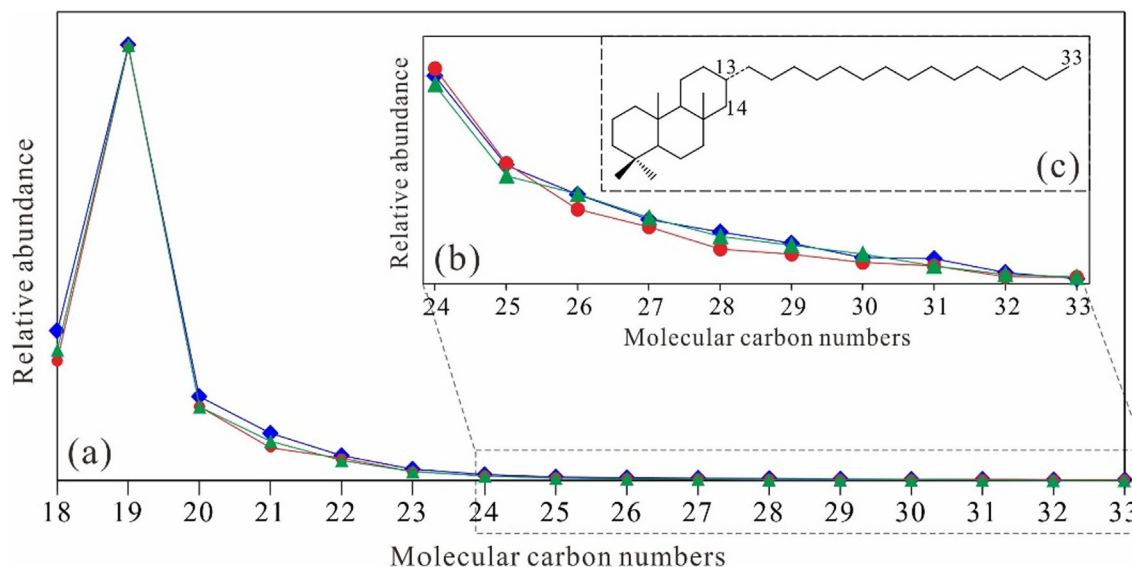 Relative abundance
(a)
18 19 20 21 22 23 24 25 26 27 28 29 30 31 32 33
Molecular carbon numbers
Relative abundance
(b)
24 25 26 27 28 29 30 31 32 33
Molecular carbon numbers
13
33
14
(c)